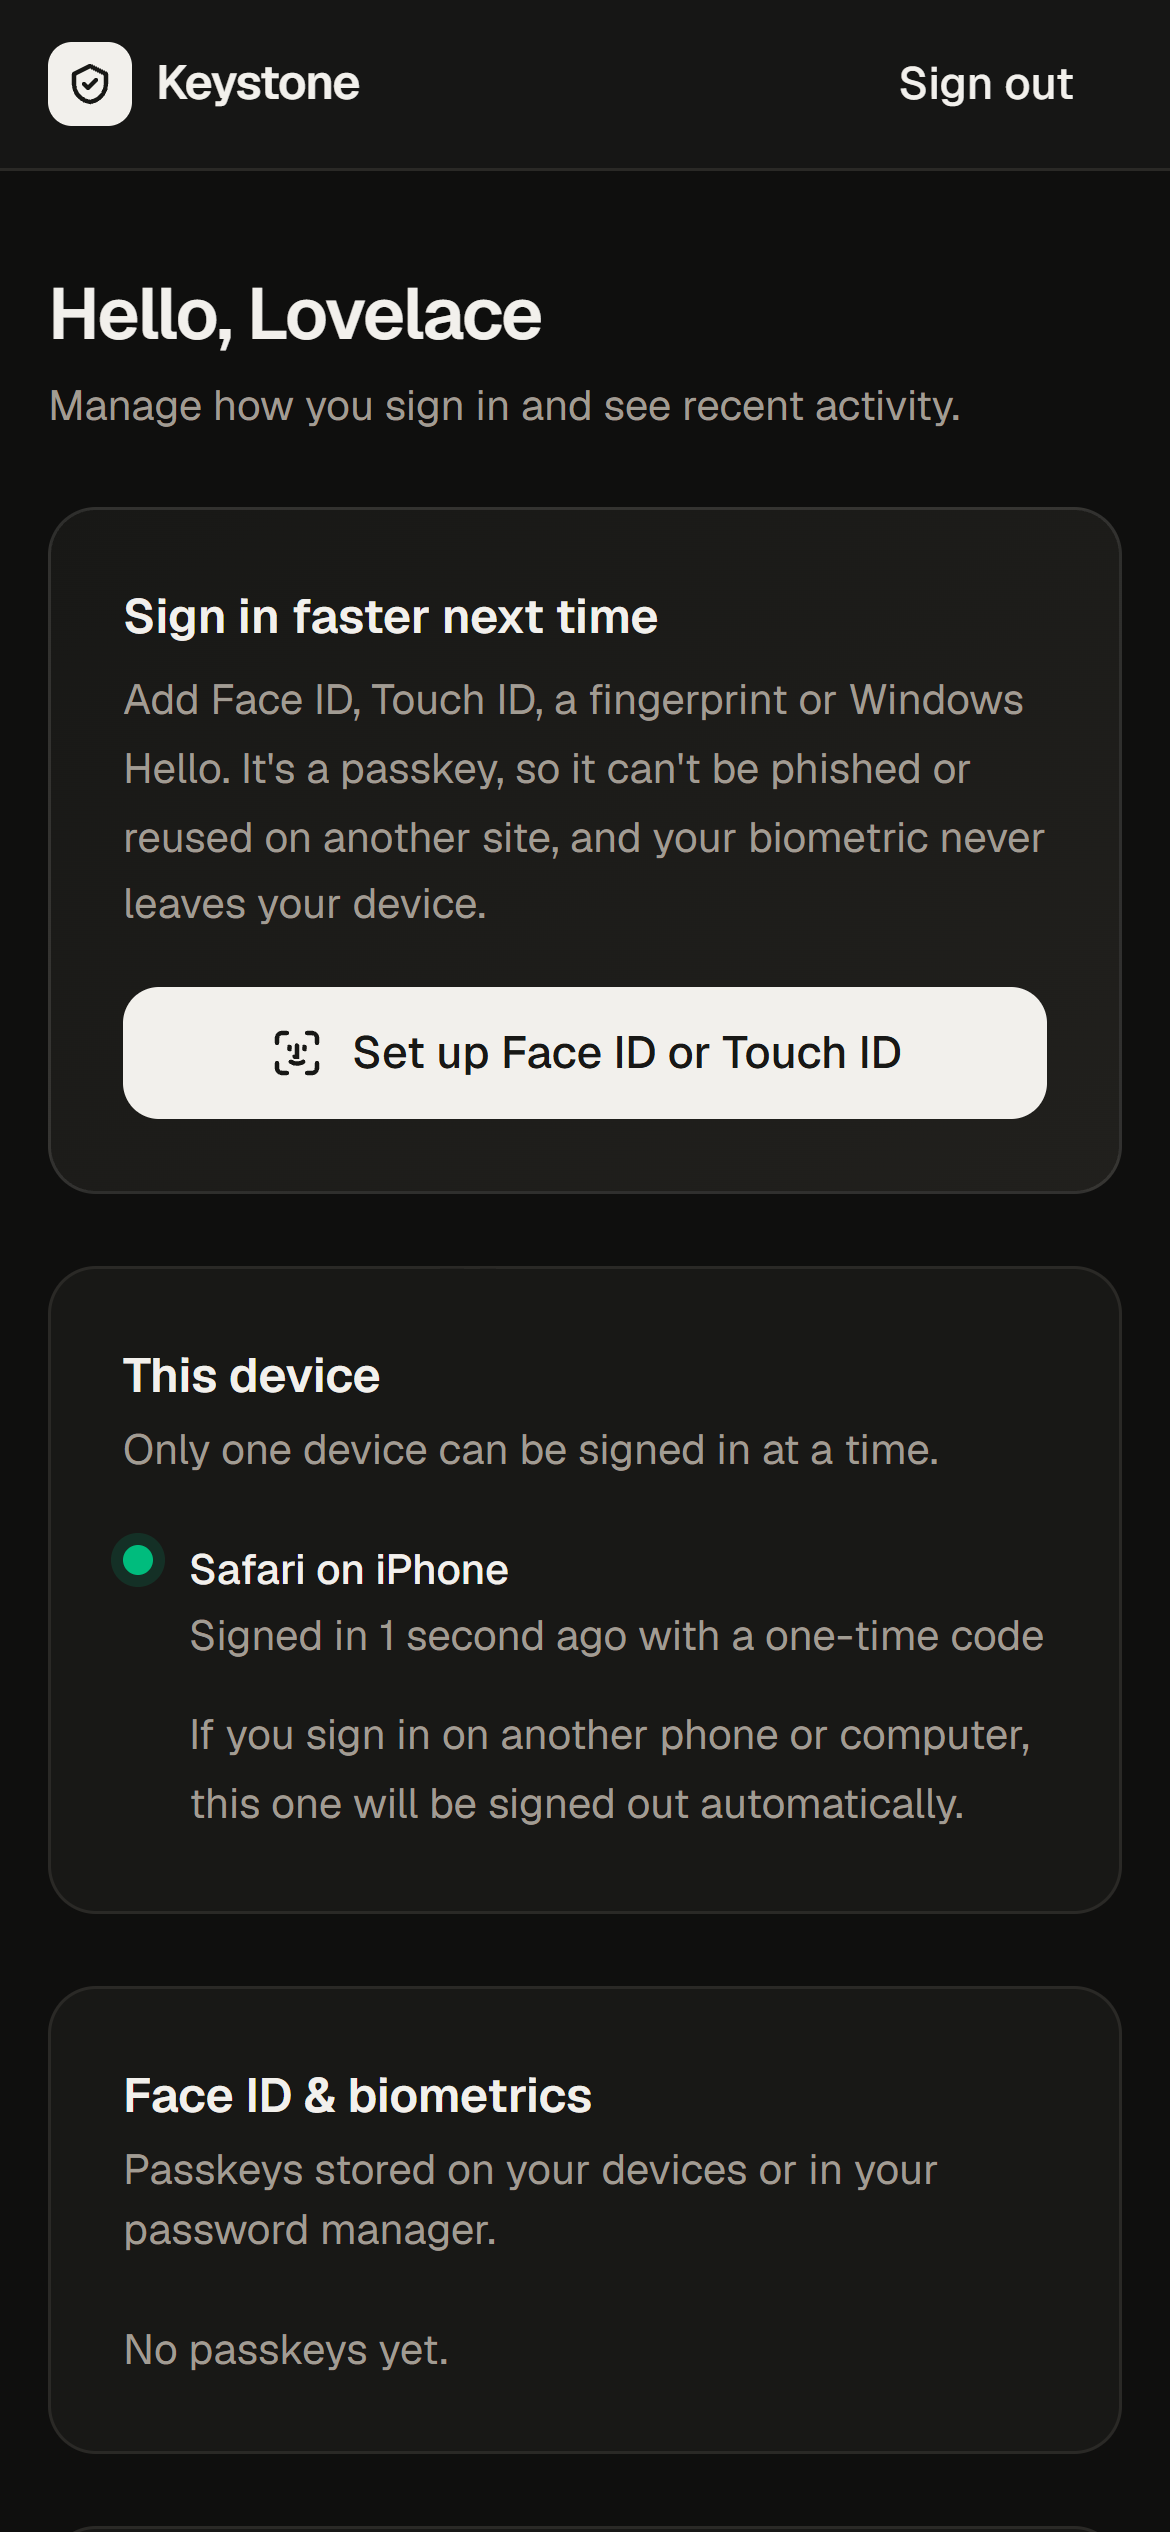 Keystone
Sign out
Hello, Lovelace
Manage how you sign in and see recent activity.
Sign in faster next time
Add Face ID, Touch ID, a fingerprint or Windows
Hello. It's a passkey, so it can't be phished or
reused on another site, and your biometric never
leaves your device.
Set up Face ID or Touch ID
This device
Only one device can be signed in at a time.
Safari on iPhone
Signed in 1 second ago with a one-time code
If you sign in on another phone or computer,
this one will be signed out automatically.
Face ID & biometrics
Passkeys stored on your devices or in your
password manager.
No passkeys yet.